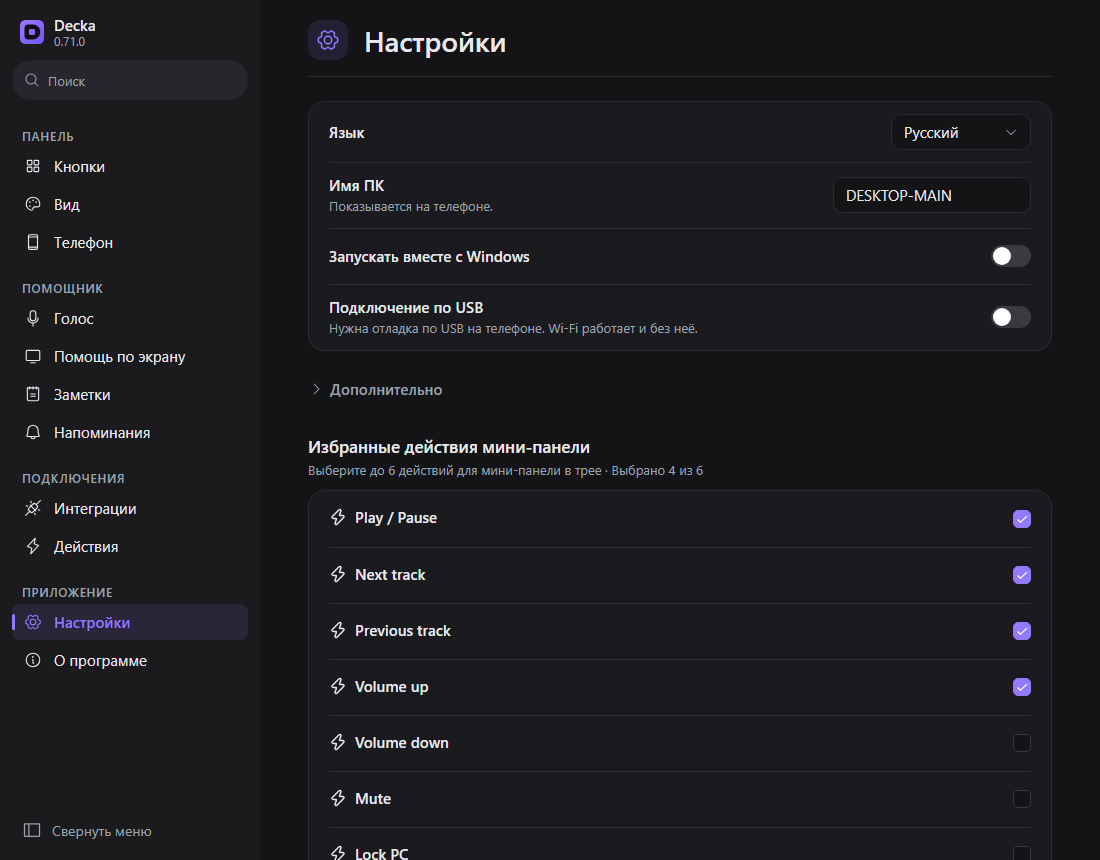 Decka
0.71.0
Поиск
ПАНЕЛЬ
Кнопки
Вид
Телефон
ПОМОЩНИК
Голос
Помощь по экрану
Заметки
Напоминания
ПОДКЛЮЧЕНИЯ
Интеграции
Действия
ПРИЛОЖЕНИЕ
Настройки
О программе
Свернуть меню
Настройки
Язык
Русский
Имя ПК
Показывается на телефоне.
DESKTOP-MAIN
Запускать вместе с Windows
Подключение по USB
Нужна отладка по USB на телефоне. Wi-Fi работает и без неё.
Дополнительно
Избранные действия мини-панели
Выберите до 6 действий для мини-панели в трее · Выбрано 4 из 6
Play / Pause
Next track
Previous track
Volume up
Volume down
Mute
Lock PC